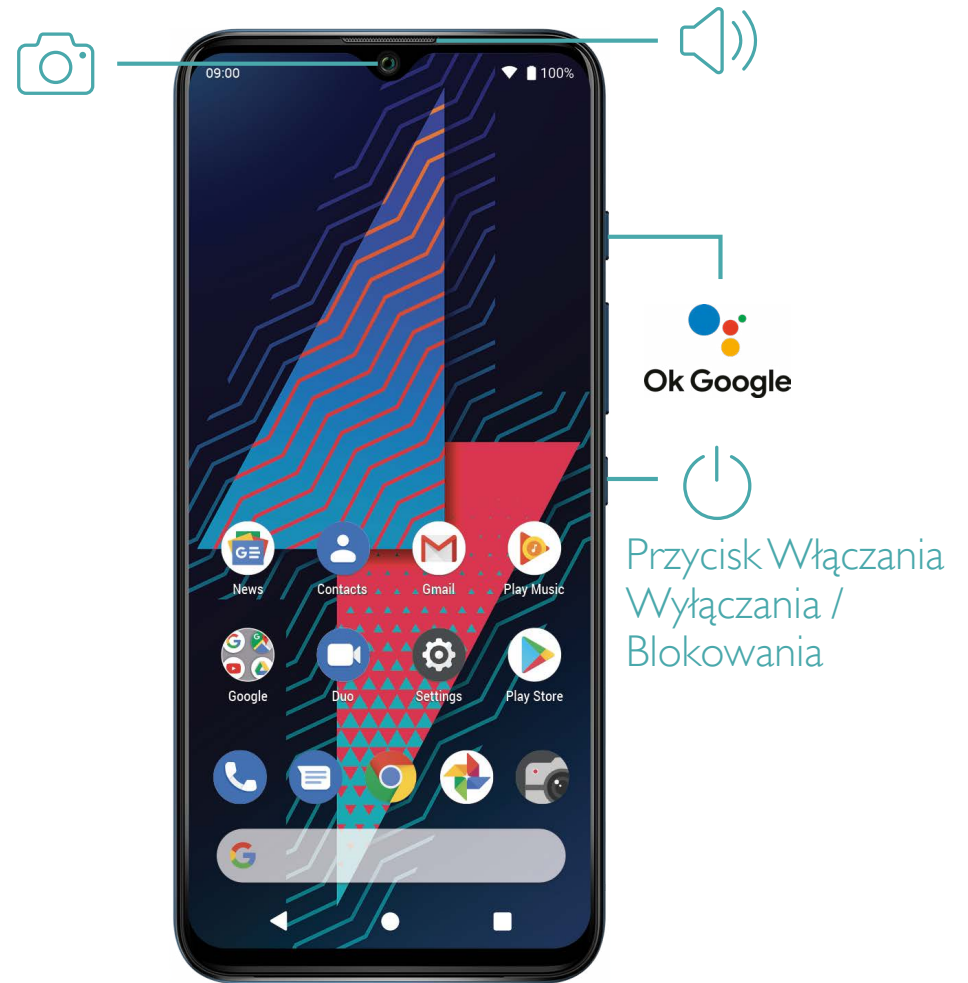 09:00
100%
Ok Google
Przycisk Włączania
Wyłączania /
Blokowania
News
Contacts
Gmail
Play Music
Google
Duo
Settings
Play Store